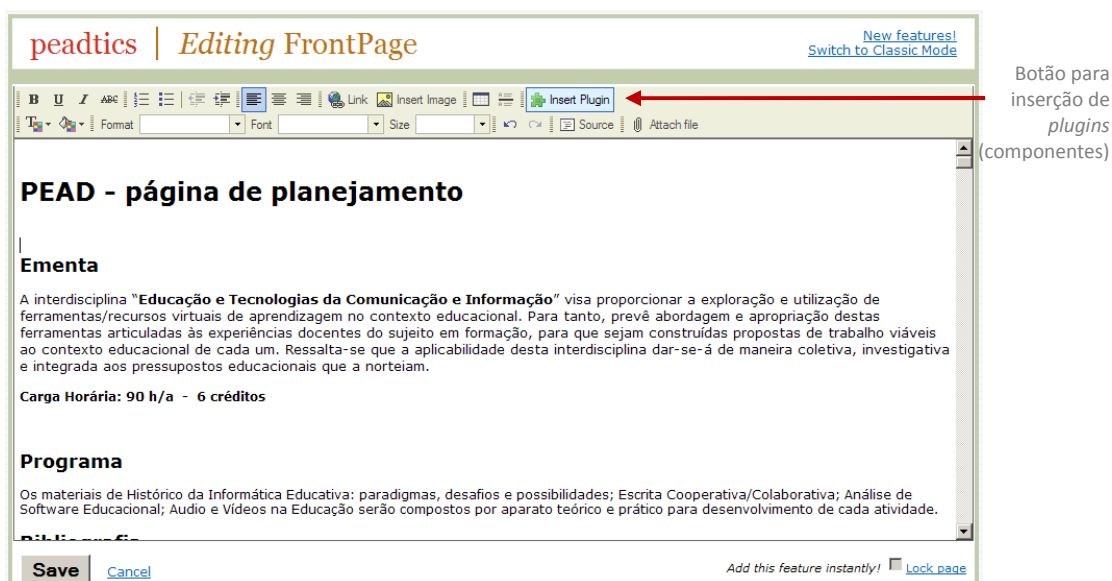 peadtics | Editing FrontPage
New features!
Switch to Classic Mode
B U I ABC Link Insert Image Insert Plugin
T Format Font Size Source Attach file
Botão para
inserção de
plugins
(componentes)
PEAD - página de planejamento
Ementa
A interdisciplina “Educação e Tecnologias da Comunicação e Informação” visa proporcionar a exploração e utilização de
ferramentas/recursos virtuais de aprendizagem no contexto educacional. Para tanto, prevê abordagem e apropriação destas
ferramentas articuladas às experiências docentes do sujeito em formação, para que sejam construídas propostas de trabalho viáveis
ao contexto educacional de cada um. Ressalta-se que a aplicabilidade desta interdisciplina dar-se-á de maneira coletiva, investigativa
e integrada aos pressupostos educacionais que a norteiam.
Carga Horária: 90 h/a - 6 créditos
Programa
Os materiais de Histórico da Informática Educativa: paradigmas, desafios e possibilidades; Escrita Cooperativa/Colaborativa; Análise de
Software Educacional; Audio e Vídeos na Educação serão compostos por aparato teórico e prático para desenvolvimento de cada atividade.
Save Cancel
Add this feature instantly! Lock page